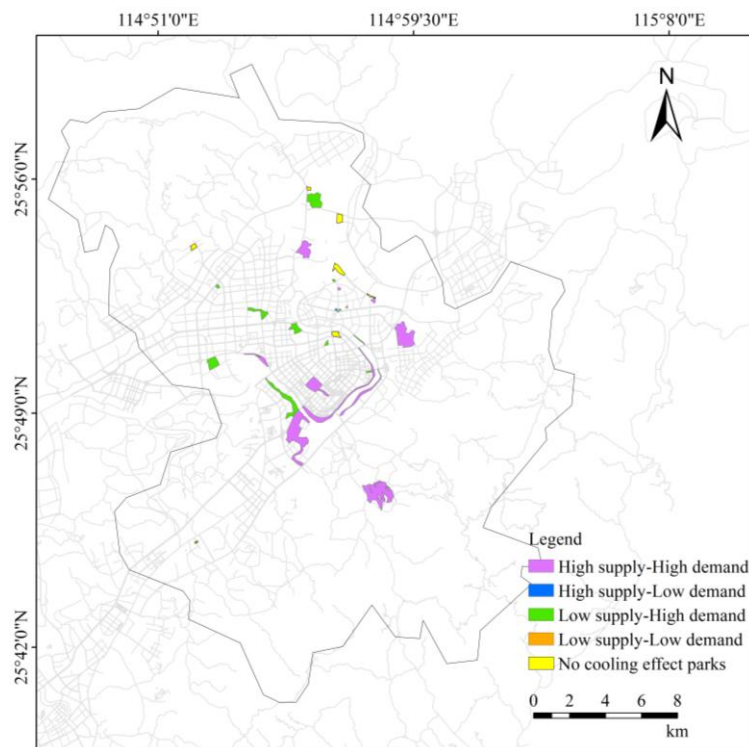 114°51'0"E 114°59'30"E 115°8'0"E
N
25°56'0"N
25°49'0"N
25°42'0"N
Legend
High supply-High demand
High supply-Low demand
Low supply-High demand
Low supply-Low demand
No cooling effect parks
0 2 4 6 8
km